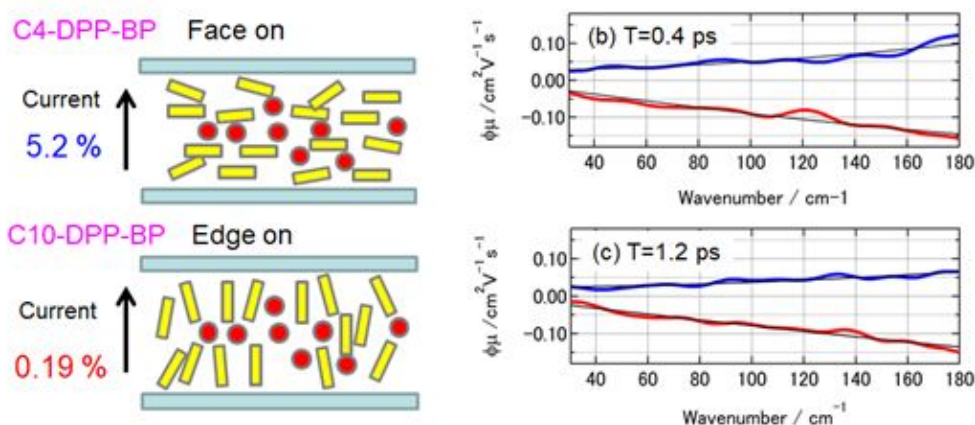 C4-DPP-BP Face on
Current
5.2 %
C10-DPP-BP Edge on
Current
0.19 %
(b) T=0.4 ps
ϕμ /cm²V⁻¹s⁻¹
0.10
0.00
-0.10
40 60 80 100 120 140 160 180
Wavenumber / cm-1
(c) T=1.2 ps
ϕμ /cm²V⁻¹s⁻¹
0.10
0.00
-0.10
40 60 80 100 120 140 160 180
Wavenumber / cm⁻¹